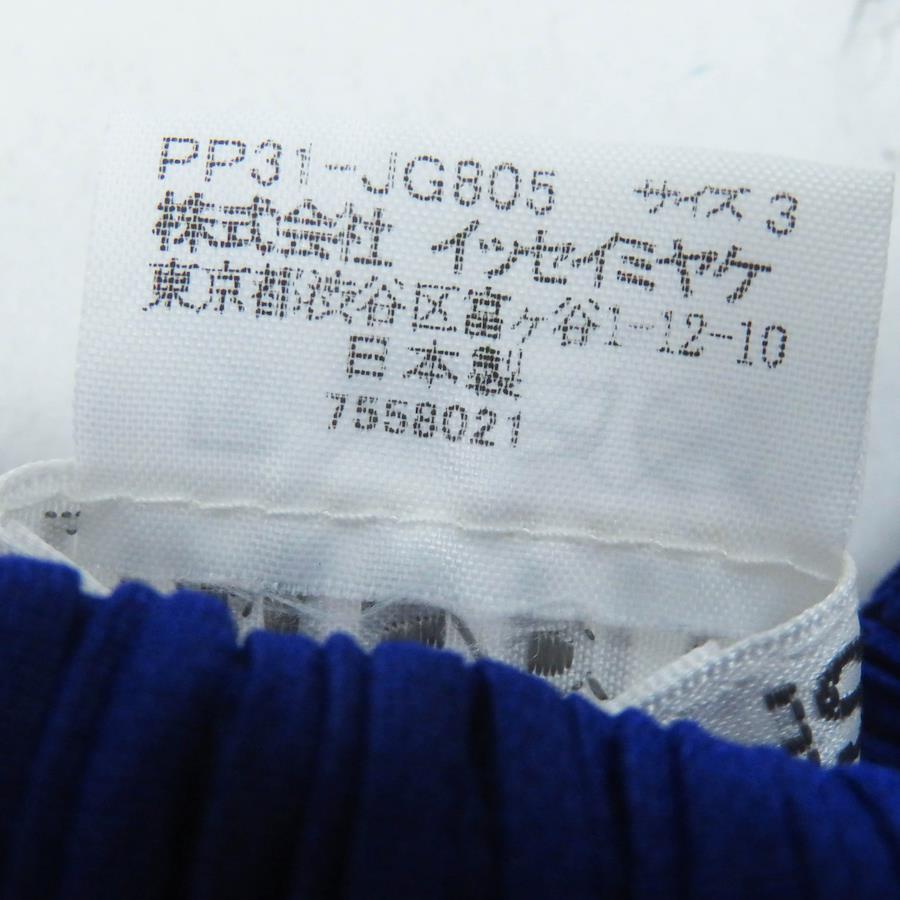 PP31-JG805 サイズ 3
株式会社 イッセイミヤケ
東京都渋谷区富ヶ谷1-12-10
日本製
7558021